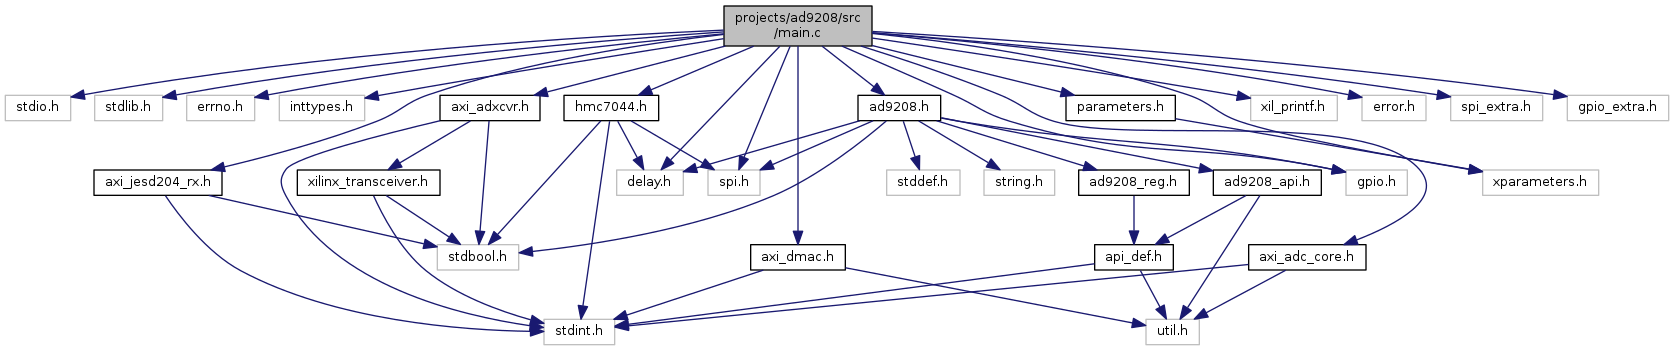 projects/ad9208/src
/main.c
stdio.h
stdlib.h
errno.h
inttypes.h
axi_adxcvr.h
hmc7044.h
ad9208.h
parameters.h
xil_printf.h
error.h
spi_extra.h
gpio_extra.h
axi_jesd204_rx.h
xilinx_transceiver.h
delay.h
spi.h
stddef.h
string.h
ad9208_reg.h
ad9208_api.h
gpio.h
xparameters.h
stdbool.h
axi_dmac.h
api_def.h
axi_adc_core.h
stdint.h
util.h